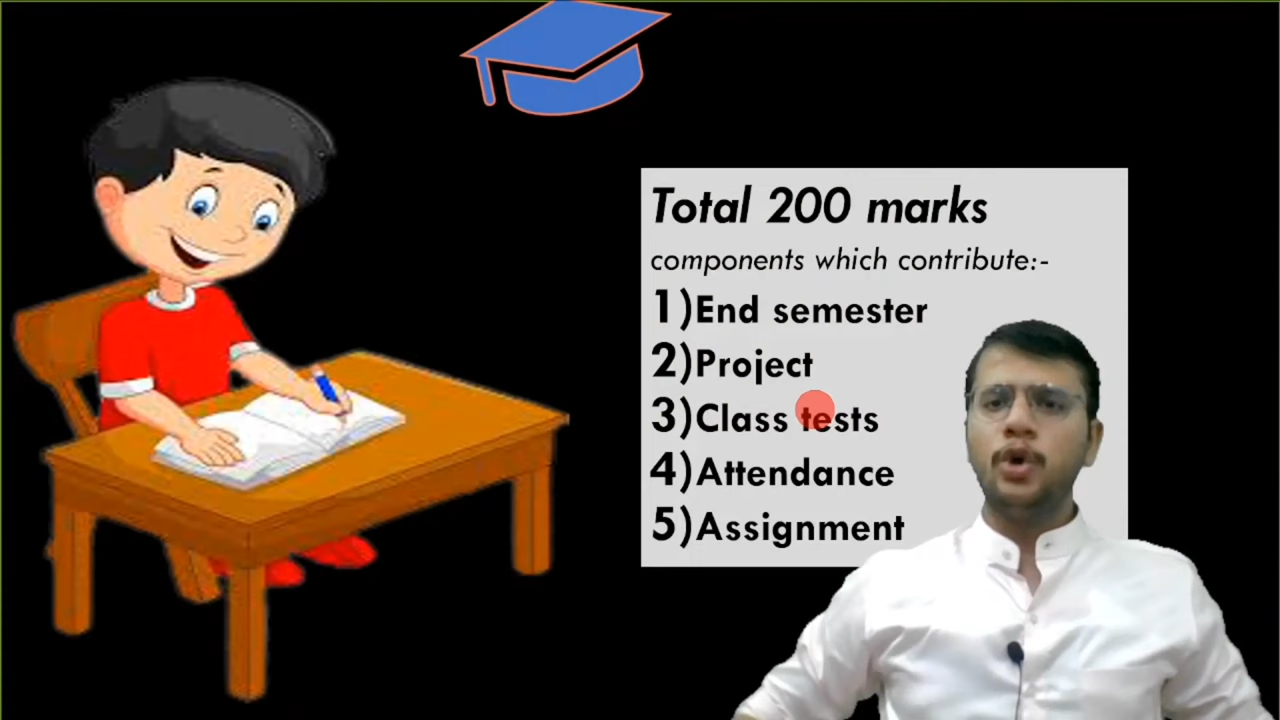 Total 200 marks
components which contribute:-
1)End semester
2)Project
3)Class tests
4)Attendance
5)Assignment